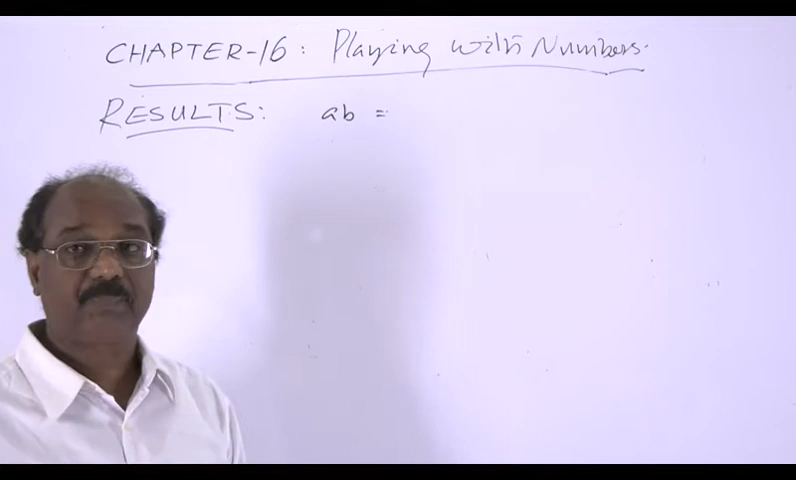 CHAPTER-16: Playing with Numbers.
RESULTS: ab =